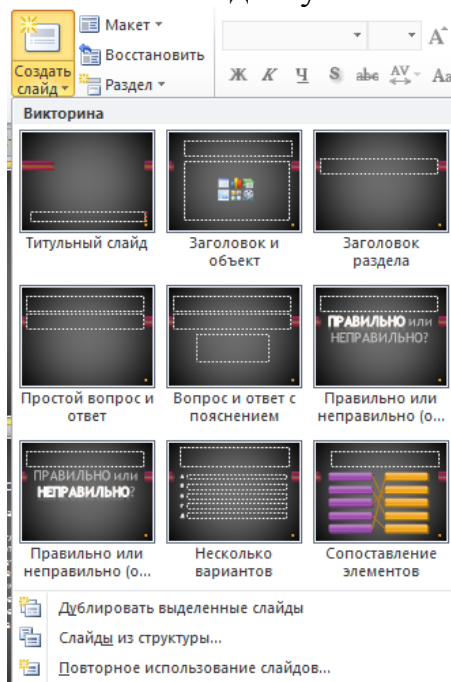 Макет
Восстановить
Создать слайд
Раздел
Ж К Ч S abc AV Aa
A
Викторина
Титульный слайд
Заголовок и объект
Заголовок раздела
Простой вопрос и ответ
Вопрос и ответ с пояснением
ПРАВИЛЬНО или НЕПРАВИЛЬНО?
Правильно или неправильно (о...
ПРАВИЛЬНО или НЕПРАВИЛЬНО?
Правильно или неправильно (о...
Несколько вариантов
Сопоставление элементов
Дублировать выделенные слайды
Слайды из структуры...
Повторное использование слайдов...